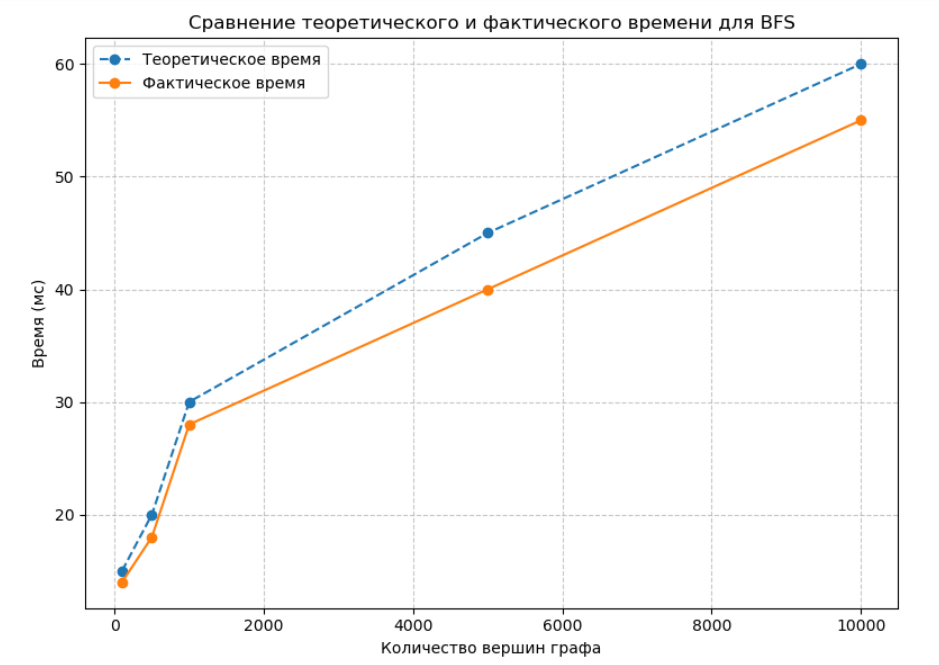 Сравнение теоретического и фактического времени для BFS
Теоретическое время
Фактическое время
60
50
40
30
20
Время (мс)
0 2000 4000 6000 8000 10000
Количество вершин графа